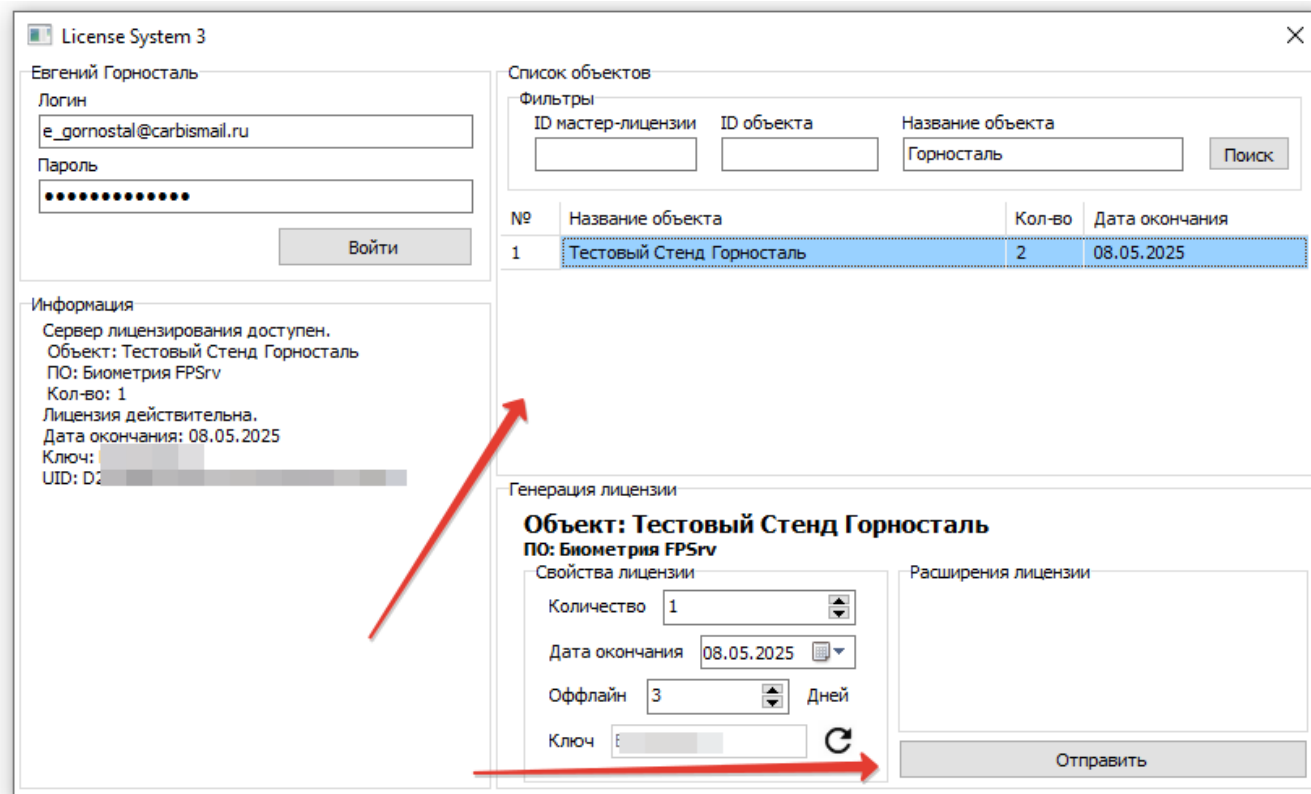 License System 3
Евгений Горносталь
Логин
e_gornostal@carbismail.ru
Пароль
•••••••••••••
Войти
Информация
Сервер лицензирования доступен.
Объект: Тестовый Стенд Горносталь
ПО: Биометрия FPSrv
Кол-во: 1
Лицензия действительна.
Дата окончания: 08.05.2025
Ключ:
UID: D2
Список объектов
Фильтры
ID мастер-лицензии ID объекта Название объекта
Горносталь Поиск
№ Название объекта Кол-во Дата окончания
1 Тестовый Стенд Горносталь 2 08.05.2025
Генерация лицензии
Объект: Тестовый Стенд Горносталь
ПО: Биометрия FPSrv
Свойства лицензии
Количество 1
Дата окончания 08.05.2025
Оффлайн 3 Дней
Ключ
Расширения лицензии
Отправить